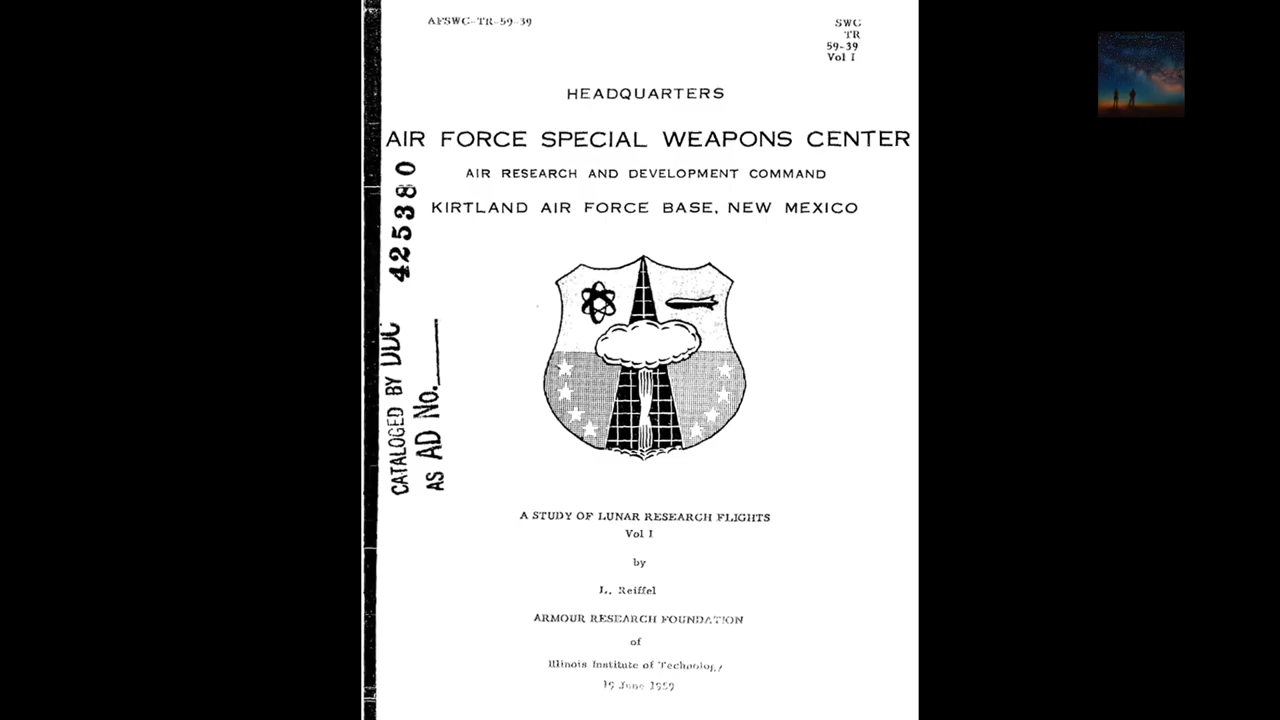 AFSWC-TR-59-39
SWC
TR
59-39
Vol I
HEADQUARTERS
AIR FORCE SPECIAL WEAPONS CENTER
AIR RESEARCH AND DEVELOPMENT COMMAND
KIRTLAND AIR FORCE BASE, NEW MEXICO
CATALOGED BY DDC
AS AD No.
425380
A STUDY OF LUNAR RESEARCH FLIGHTS
Vol I
by
L. Reiffel
ARMOUR RESEARCH FOUNDATION
of
Illinois Institute of Technology
19 June 1959